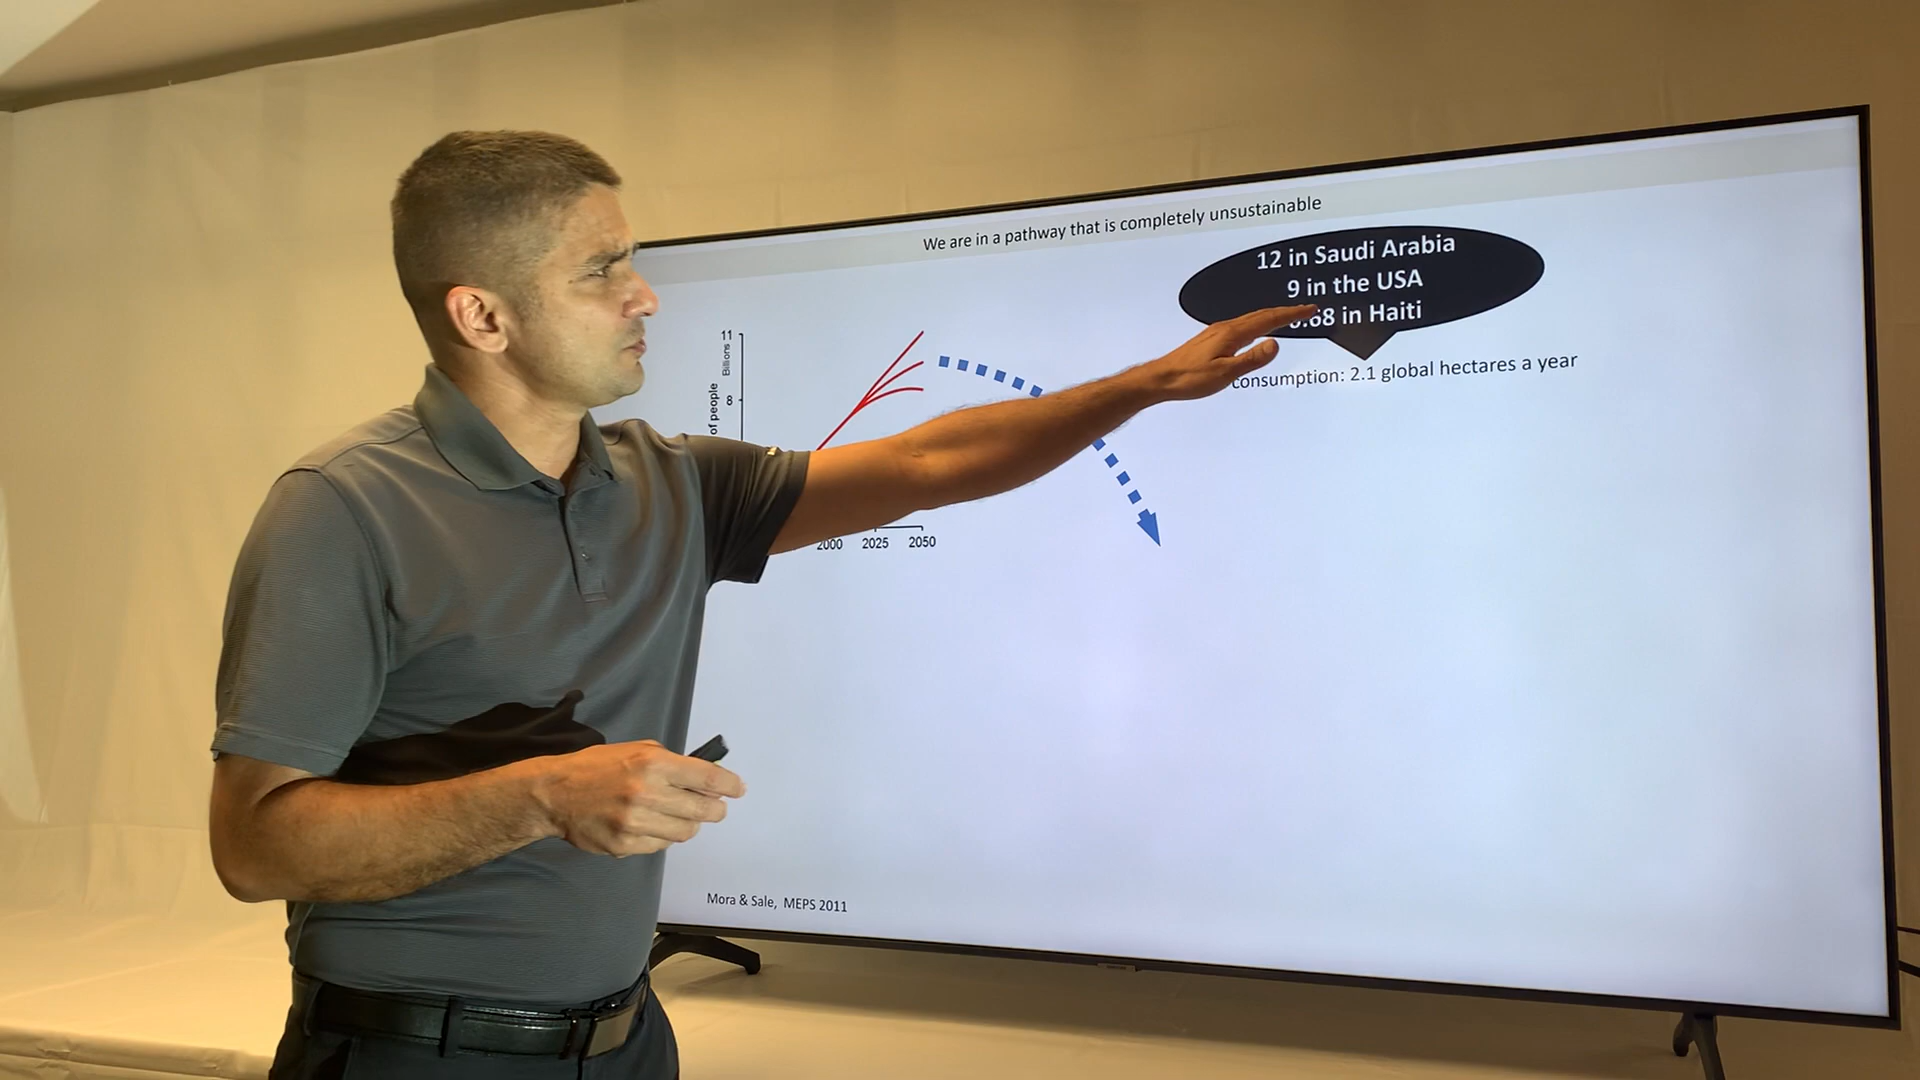 We are in a pathway that is completely unsustainable
12 in Saudi Arabia
9 in the USA
.68 in Haiti
consumption: 2.1 global hectares a year
11
Billions
8
of people
2000 2025 2050
Mora & Sale, MEPS 2011